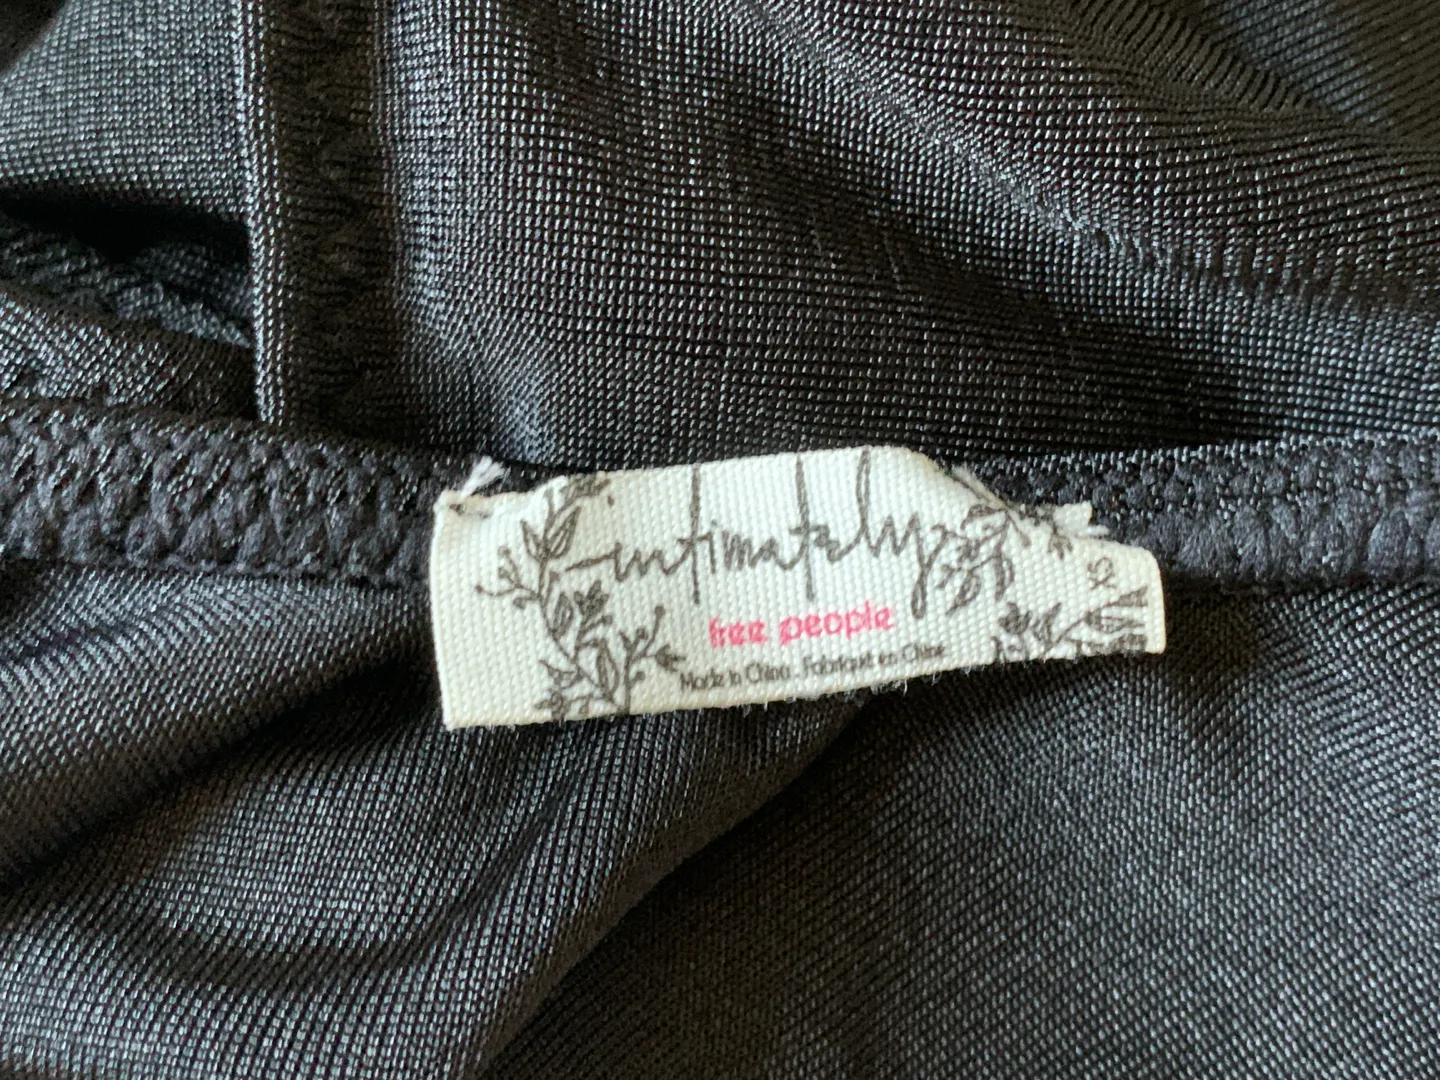 intimately
free people
Made in China . Fabriqué en Chine
XS